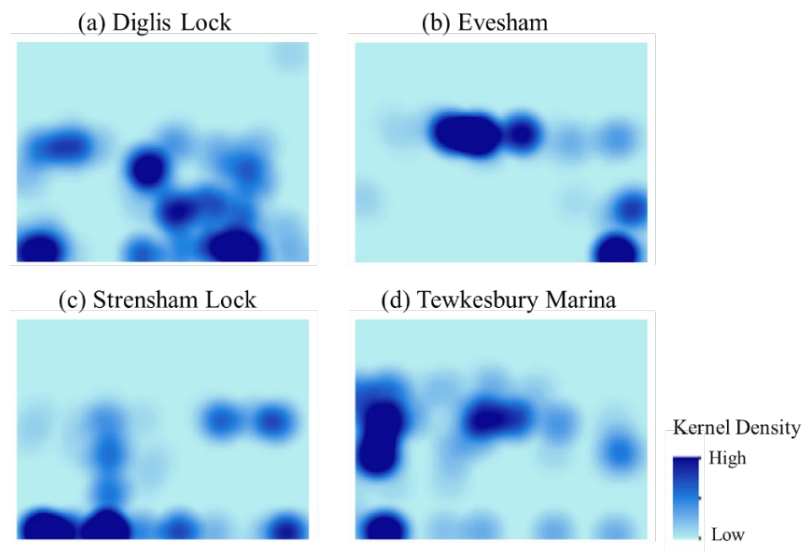 (a) Diglis Lock
(b) Evesham
(c) Strensham Lock
(d) Tewkesbury Marina
Kernel Density
High
Low